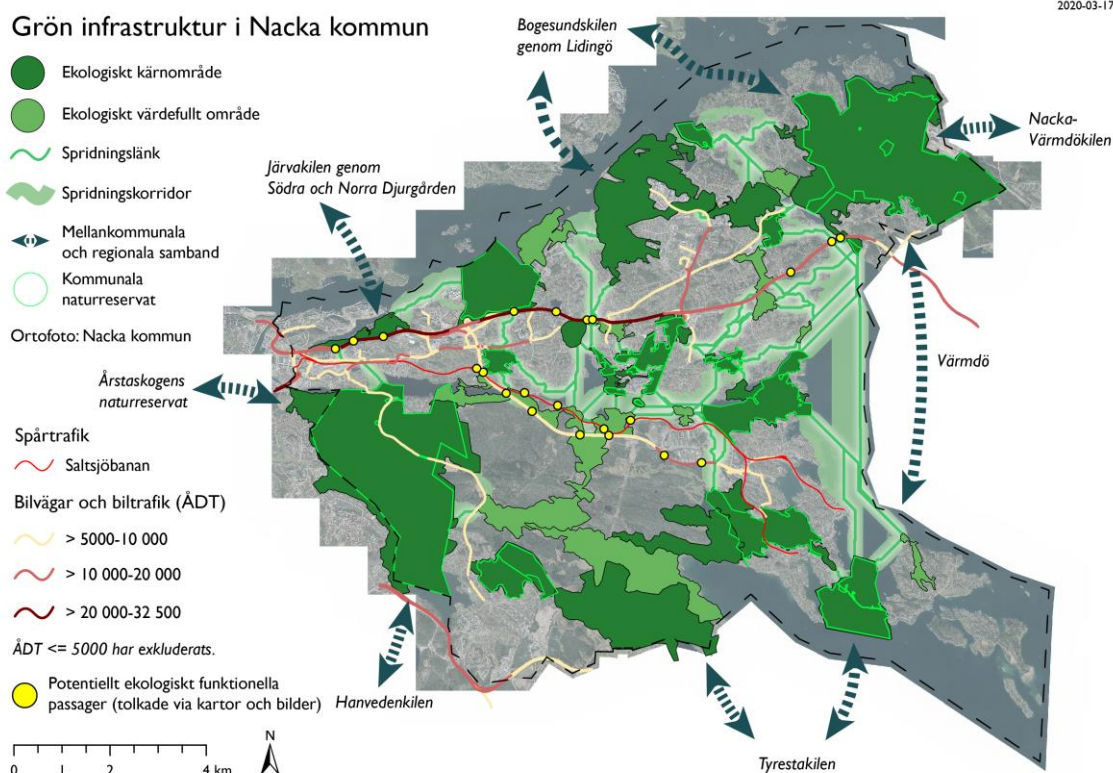 2020-03-17
Grön infrastruktur i Nacka kommun
Ekologiskt kärnområde
Ekologiskt värdefullt område
Spridningslänk
Spridningskorridor
Mellankommunala
och regionala samband
Kommunala
naturreservat
Ortofoto: Nacka kommun
Spårtrafik
Saltsjöbanan
Bilvägar och biltrafik (ÅDT)
> 5000-10 000
> 10 000-20 000
> 20 000-32 500
ÅDT <= 5000 har exkluderats.
Potentiellt ekologiskt funktionella
passager (tolkade via kartor och bilder)
0 1 2 4 km
N
Bogesundskilen
genom Lidingö
Nacka-
Värmdökilen
Järvakilen genom
Södra och Norra Djurgården
Årstaskogens
naturreservat
Värmdö
Hanvedenkilen
Tyrestakilen